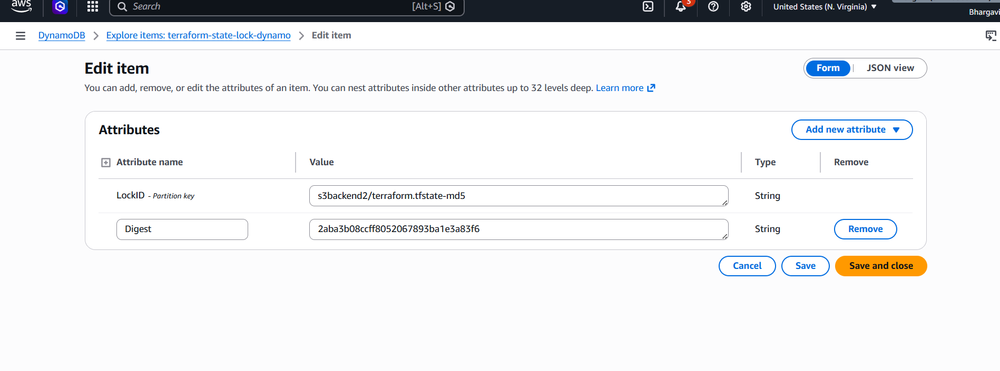 aws
Search [Alt+S]
3
United States (N. Virginia)
Bhargavi
DynamoDB Explore items: terraform-state-lock-dynamo Edit item
Edit item
Form JSON view
You can add, remove, or edit the attributes of an item. You can nest attributes inside other attributes up to 32 levels deep. Learn more
Attributes
Add new attribute
Attribute name Value Type Remove
LockID - Partition key s3backend2/terraform.tfstate-md5 String
Digest 2aba3b08ccff8052067893ba1e3a83f6 String Remove
Cancel Save Save and close